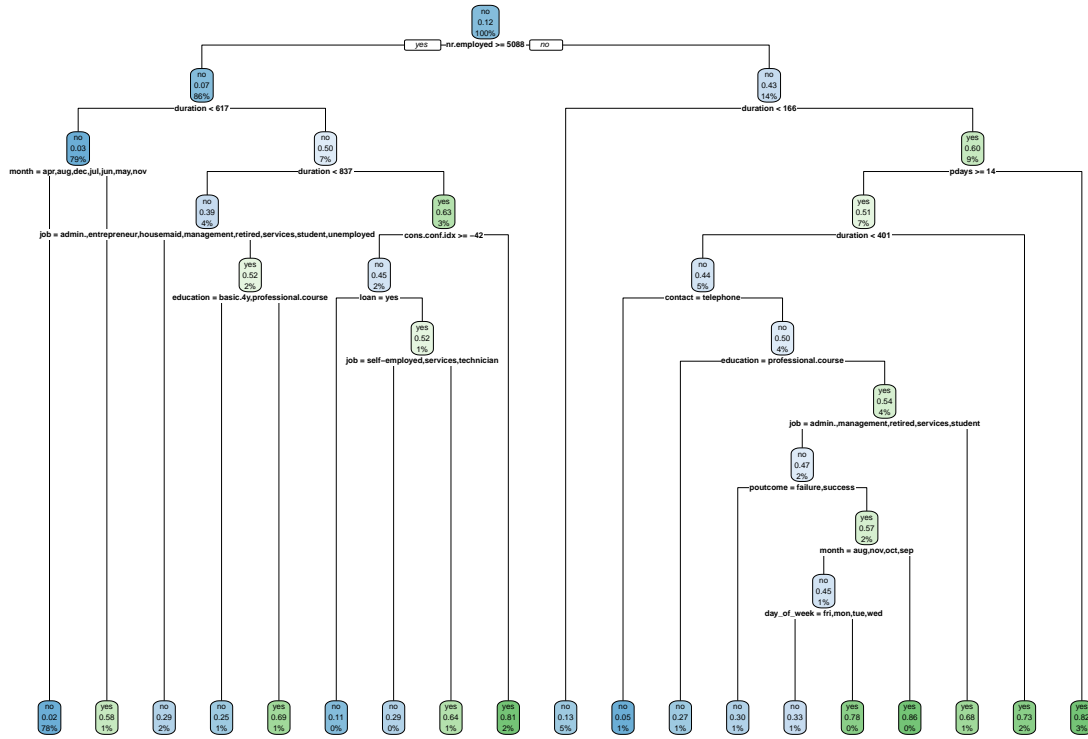 no
0.12
100%
yes nr.employed >= 5088 no
no
0.07
86%
no
0.43
14%
duration < 617
duration < 166
no
0.03
79%
no
0.50
7%
yes
0.60
9%
month = apr,aug,dec,jul,jun,may,nov
duration < 837
pdays >= 14
no
0.39
4%
yes
0.63
3%
yes
0.51
7%
job = admin.,entrepreneur,housemaid,management,retired,services,student,unemployed
cons.conf.idx >= −42
duration < 401
yes
0.52
2%
no
0.45
2%
no
0.44
5%
education = basic.4y,professional.course
loan = yes
contact = telephone
yes
0.52
1%
no
0.50
4%
job = self−employed,services,technician
education = professional.course
yes
0.54
4%
job = admin.,management,retired,services,student
no
0.47
2%
poutcome = failure,success
yes
0.57
2%
month = aug,nov,oct,sep
no
0.45
1%
day_of_week = fri,mon,tue,wed
no
0.02
78%
yes
0.58
1%
no
0.29
2%
no
0.25
1%
yes
0.69
1%
no
0.11
0%
no
0.29
0%
yes
0.64
1%
yes
0.81
2%
no
0.13
5%
no
0.05
1%
no
0.27
1%
no
0.30
1%
no
0.33
1%
yes
0.78
0%
yes
0.86
0%
yes
0.68
1%
yes
0.73
2%
yes
0.82
3%